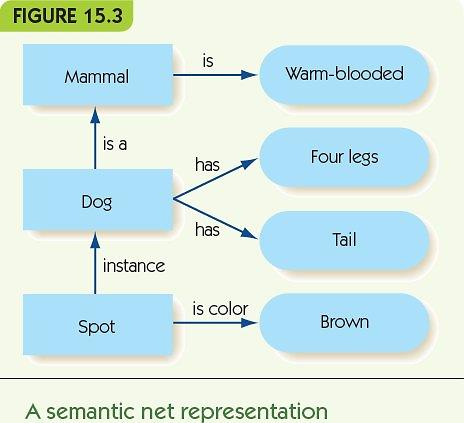 FIGURE 15.3
Mammal
is
Warm-blooded
is a
Dog
has
Four legs
has
Tail
instance
Spot
is color
Brown
A semantic net representation